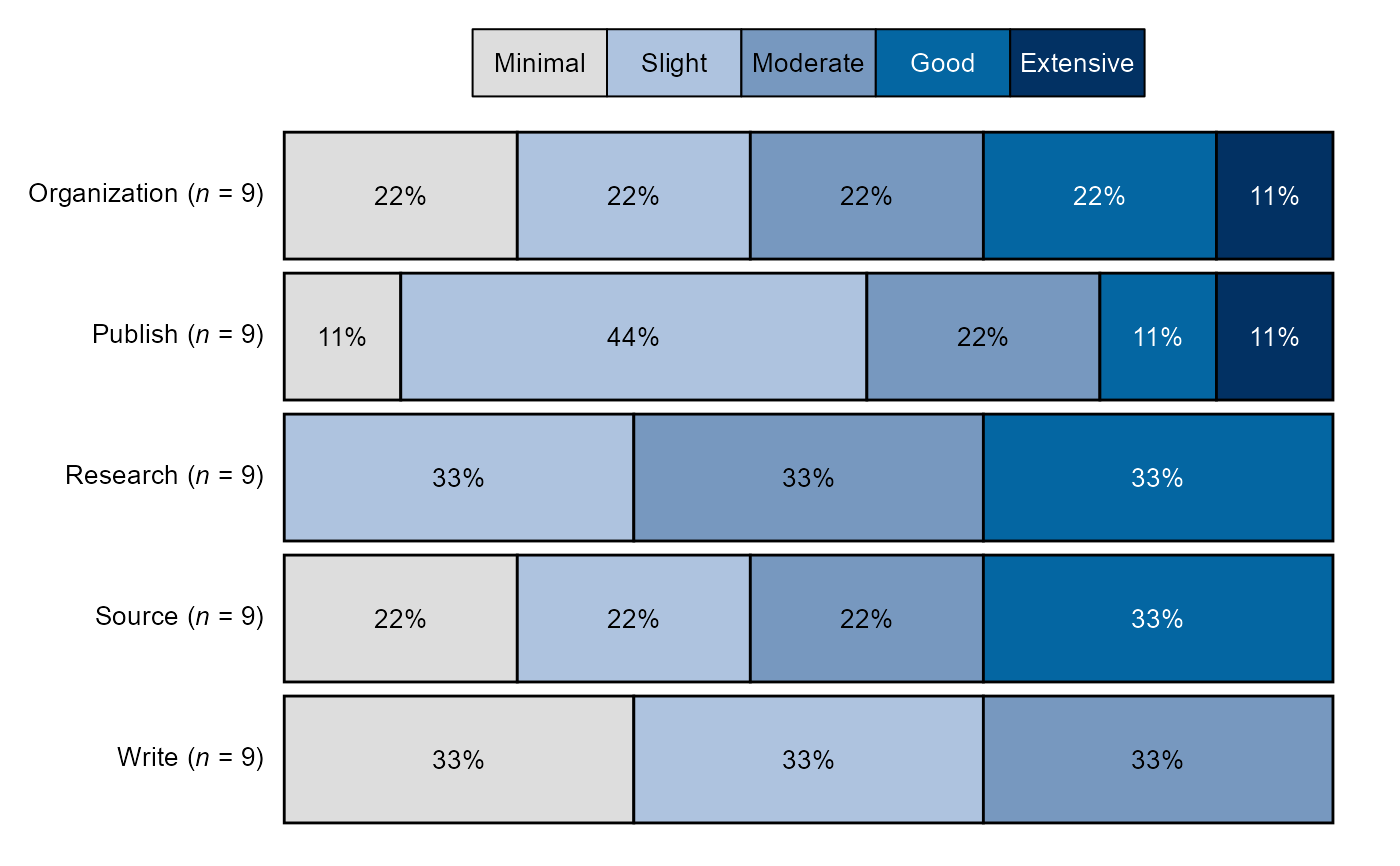 Minimal Slight Moderate Good Extensive
Organization (n = 9) 22% 22% 22% 22% 11%
Publish (n = 9) 11% 44% 22% 11% 11%
Research (n = 9) 33% 33% 33%
Source (n = 9) 22% 22% 22% 33%
Write (n = 9) 33% 33% 33%